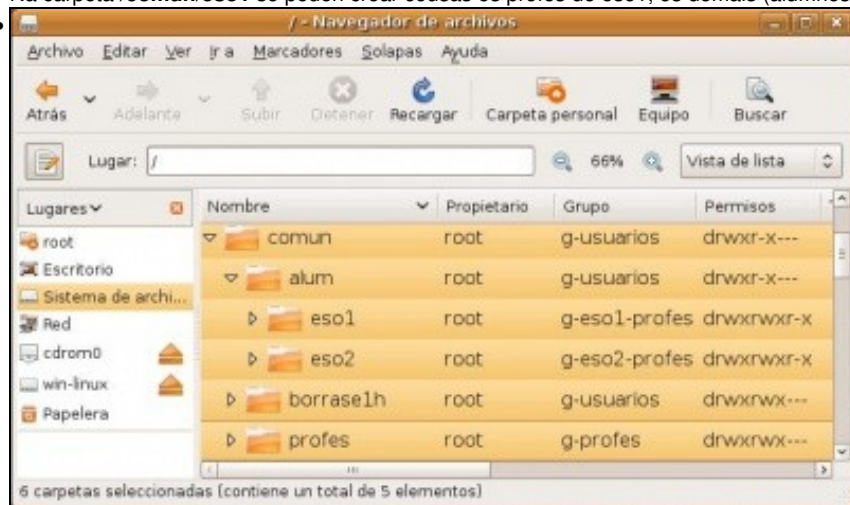 / - Navegador de archivos
Archivo Editar Ver Ir a Marcadores Solapas Ayuda
Atrás Adelante Subir Detener Recargar Carpeta personal Equipo Buscar
Lugar: / 66% Vista de lista
Lugares Nombre Propietario Grupo Permisos
root comun root g-usuarios drwxr-x---
Escritorio
Sistema de archi... alum root g-usuarios drwxr-x---
Red eso1 root g-eso1-profes drwxrwxr-x
cdrom0 eso2 root g-eso2-profes drwxrwxr-x
win-linux borrase1h root g-usuarios drwxrwx---
Papelera profes root g-profes drwxrwx---
6 carpetas seleccionadas (contiene un total de 5 elementos)